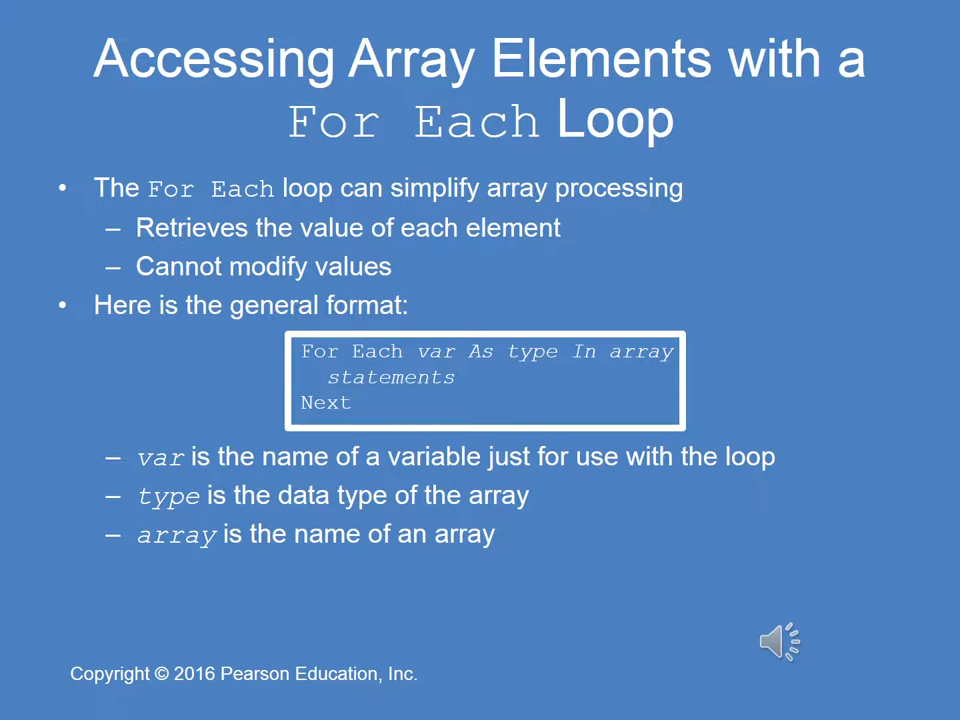 Accessing Array Elements with a
For Each Loop
• The For Each loop can simplify array processing
– Retrieves the value of each element
– Cannot modify values
• Here is the general format:
For Each var As type In array
statements
Next
– var is the name of a variable just for use with the loop
– type is the data type of the array
– array is the name of an array
Copyright © 2016 Pearson Education, Inc.